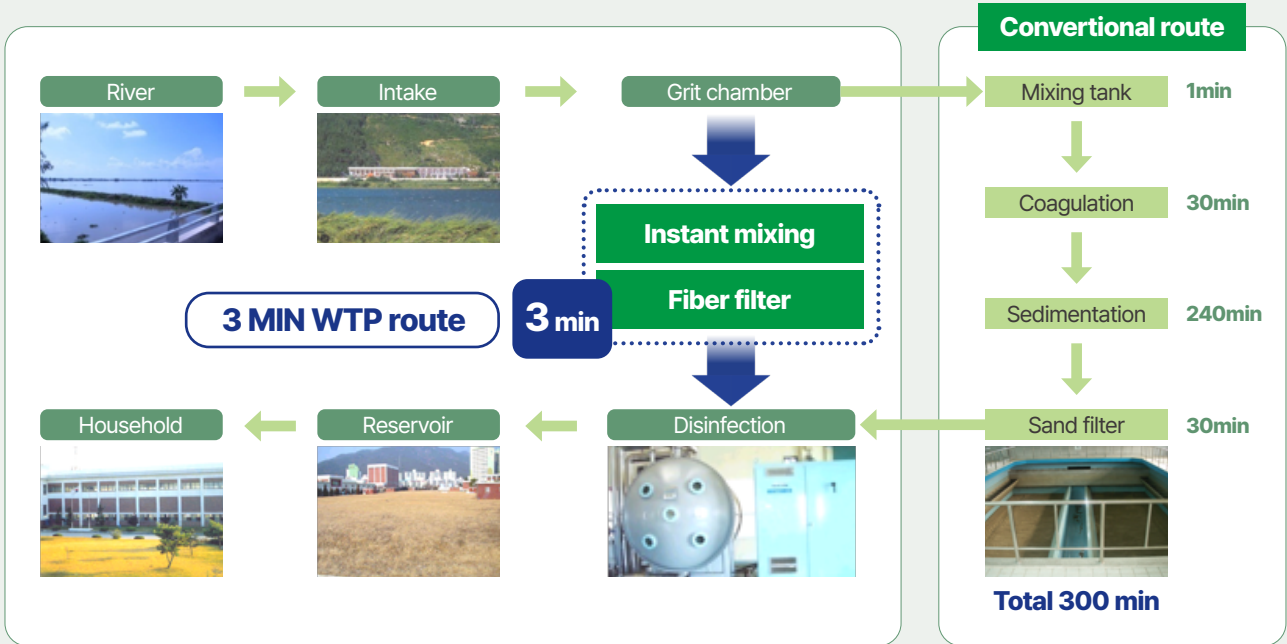 Convertional route
River
Intake
Grit chamber
Mixing tank
1min
Coagulation
30min
Instant mixing
Fiber filter
3 MIN WTP route
3 min
Sedimentation
240min
Household
Reservoir
Disinfection
Sand filter
30min
Total 300 min